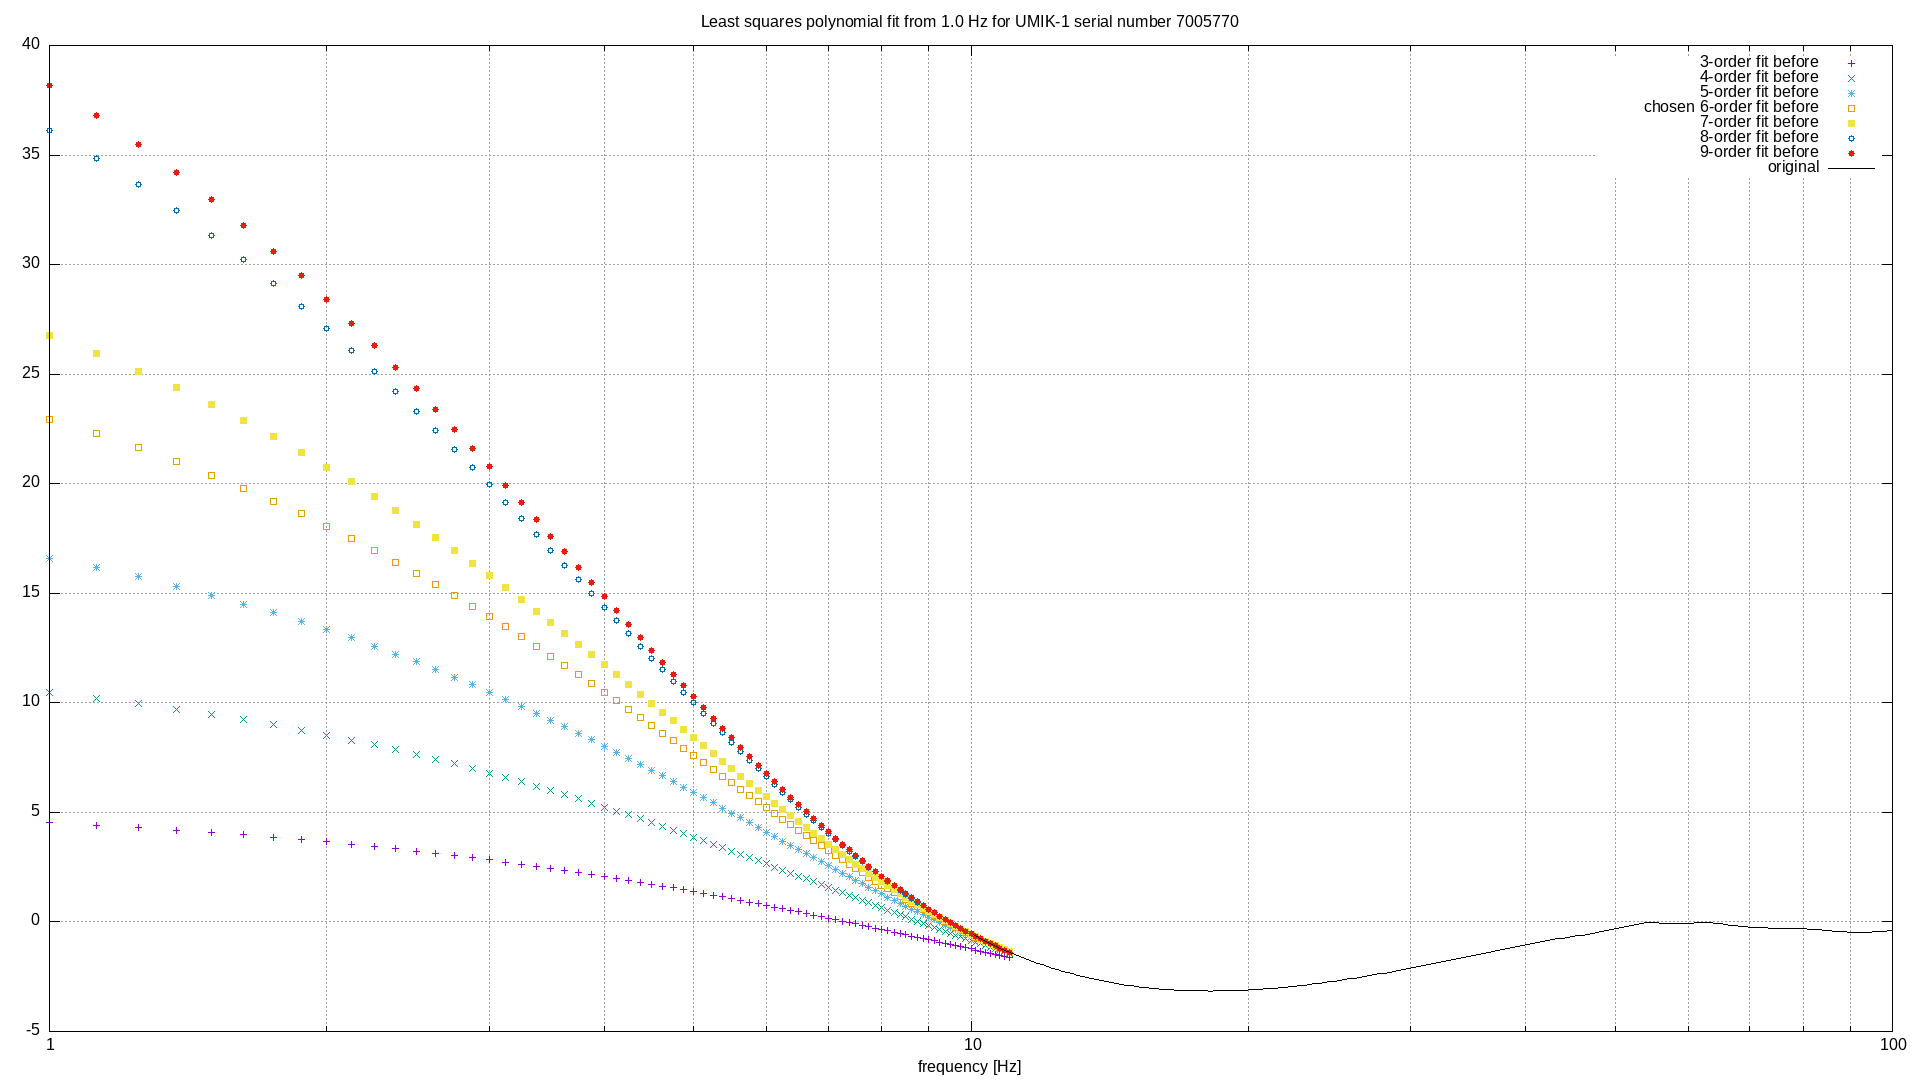 Least squares polynomial fit from 1.0 Hz for UMIK-1 serial number 7005770
40
35
30
25
20
15
10
5
0
-5
3-order fit before
4-order fit before
5-order fit before
chosen 6-order fit before
7-order fit before
8-order fit before
9-order fit before
original
1
10
100
frequency [Hz]